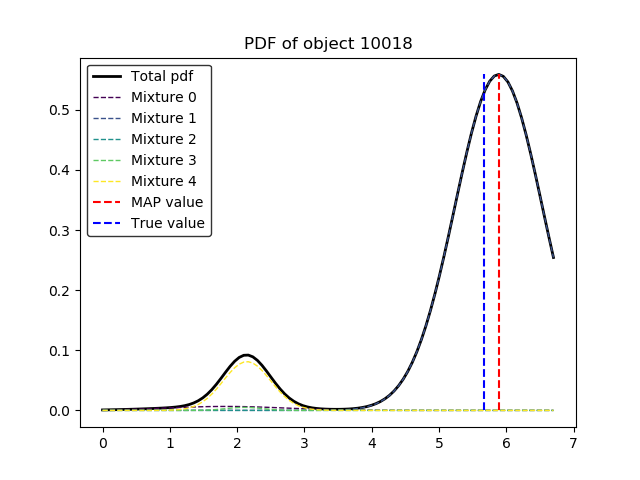 PDF of object 10018
Total pdf
Mixture 0
Mixture 1
Mixture 2
Mixture 3
Mixture 4
MAP value
True value
0.5
0.4
0.3
0.2
0.1
0.0
0 1 2 3 4 5 6 7